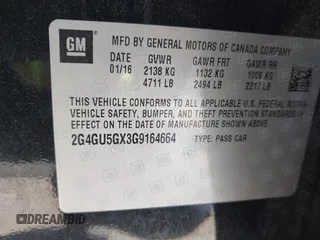 GM
MFD BY GENERAL MOTORS OF CANADA COMPANY
DATE GVWR GAWR FRT GAWR RR
01/16 2138 KG 1132 KG 1006 KG
4711 LB 2494 LB 2217 LB
THIS VEHICLE CONFORMS TO ALL APPLICABLE U.S. FEDERAL MOTOR
VEHICLE SAFETY, BUMPER, AND THEFT PREVENTION STANDARDS IN
EFFECT ON THE DATE OF MANUFACTURE SHOWN ABOVE.
2G4GU5GX3G9164664 TYPE: PASS CAR
DREAMBID